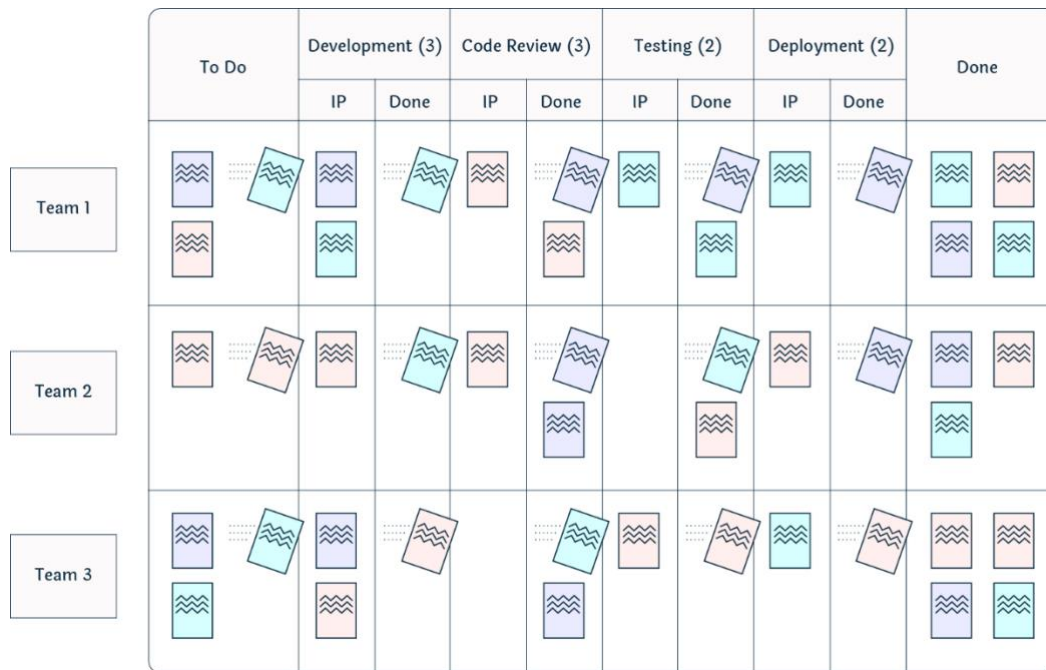 To Do
Development (3)
Code Review (3)
Testing (2)
Deployment (2)
Done
IP
Done
IP
Done
IP
Done
IP
Done
Team 1
Team 2
Team 3